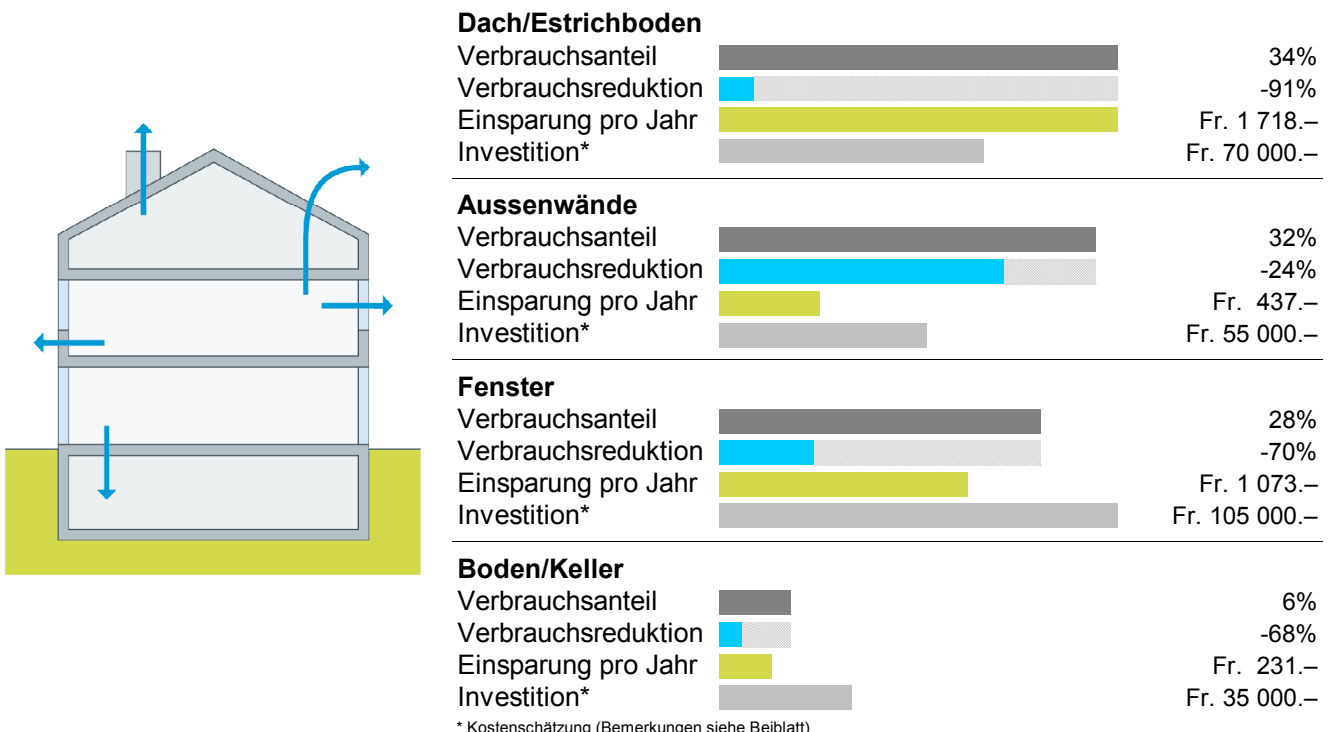 Dach/Estrichboden
Verbrauchsanteil 34%
Verbrauchsreduktion -91%
Einsparung pro Jahr Fr. 1 718.–
Investition* Fr. 70 000.–
Aussenwände
Verbrauchsanteil 32%
Verbrauchsreduktion -24%
Einsparung pro Jahr Fr. 437.–
Investition* Fr. 55 000.–
Fenster
Verbrauchsanteil 28%
Verbrauchsreduktion -70%
Einsparung pro Jahr Fr. 1 073.–
Investition* Fr. 105 000.–
Boden/Keller
Verbrauchsanteil 6%
Verbrauchsreduktion -68%
Einsparung pro Jahr Fr. 231.–
Investition* Fr. 35 000.–
* Kostenschätzung (Bemerkungen siehe Beiblatt)